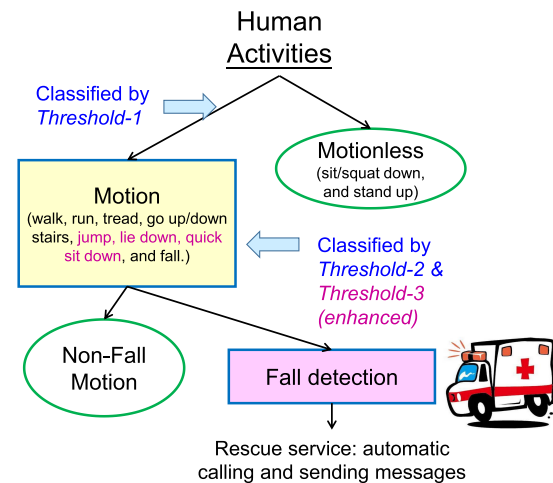 Human
Activities
Classified by
Threshold-1
Motionless
(sit/squat down,
and stand up)
Motion
(walk, run, tread, go up/down
stairs, jump, lie down, quick
sit down, and fall.)
Classified by
Threshold-2 &
Threshold-3
(enhanced)
Non-Fall
Motion
Fall detection
Rescue service: automatic
calling and sending messages